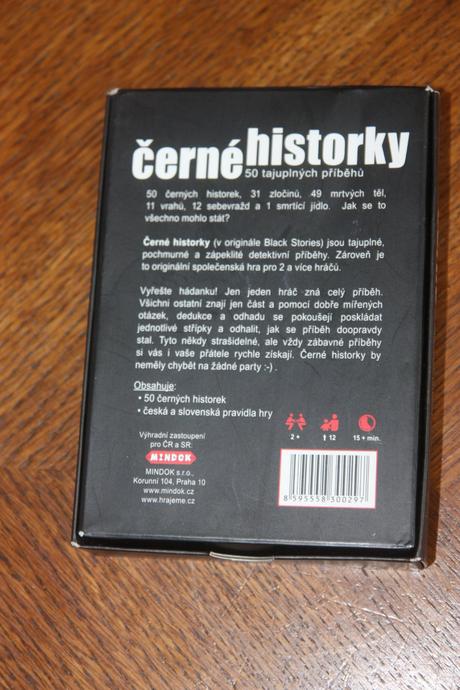 černé historky
50 tajuplných příběhů
50 černých historek, 31 zločinů, 49 mrtvých těl,
11 vrahů, 12 sebevražd a 1 smrtící jídlo. Jak se to
všechno mohlo stát?
Černé historky (v originále Black Stories) jsou tajuplné,
pochmurné a zápeklité detektivní příběhy. Zároveň je
to originální společenská hra pro 2 a více hráčů.
Vyřešte hádanku! Jen jeden hráč zná celý příběh.
Všichni ostatní znají jen část a pomocí dobře mířených
otázek, dedukce a odhadu se pokoušejí poskládat
jednotlivé střípky a odhalit, jak se příběh doopravdy
stal. Tyto někdy strašidelné, ale vždy zábavné příběhy
si vás i vaše přátele rychle získají. Černé historky by
neměly chybět na žádné party :-) .
Obsahuje:
• 50 černých historek
• česká a slovenská pravidla hry
2 +
12
15 + min.
Výhradní zastoupení
pro ČR a SR:
MINDOK
MINDOK s.r.o.,
Korunní 104, Praha 10
www.mindok.cz
www.hrajeme.cz
8 595558 300297